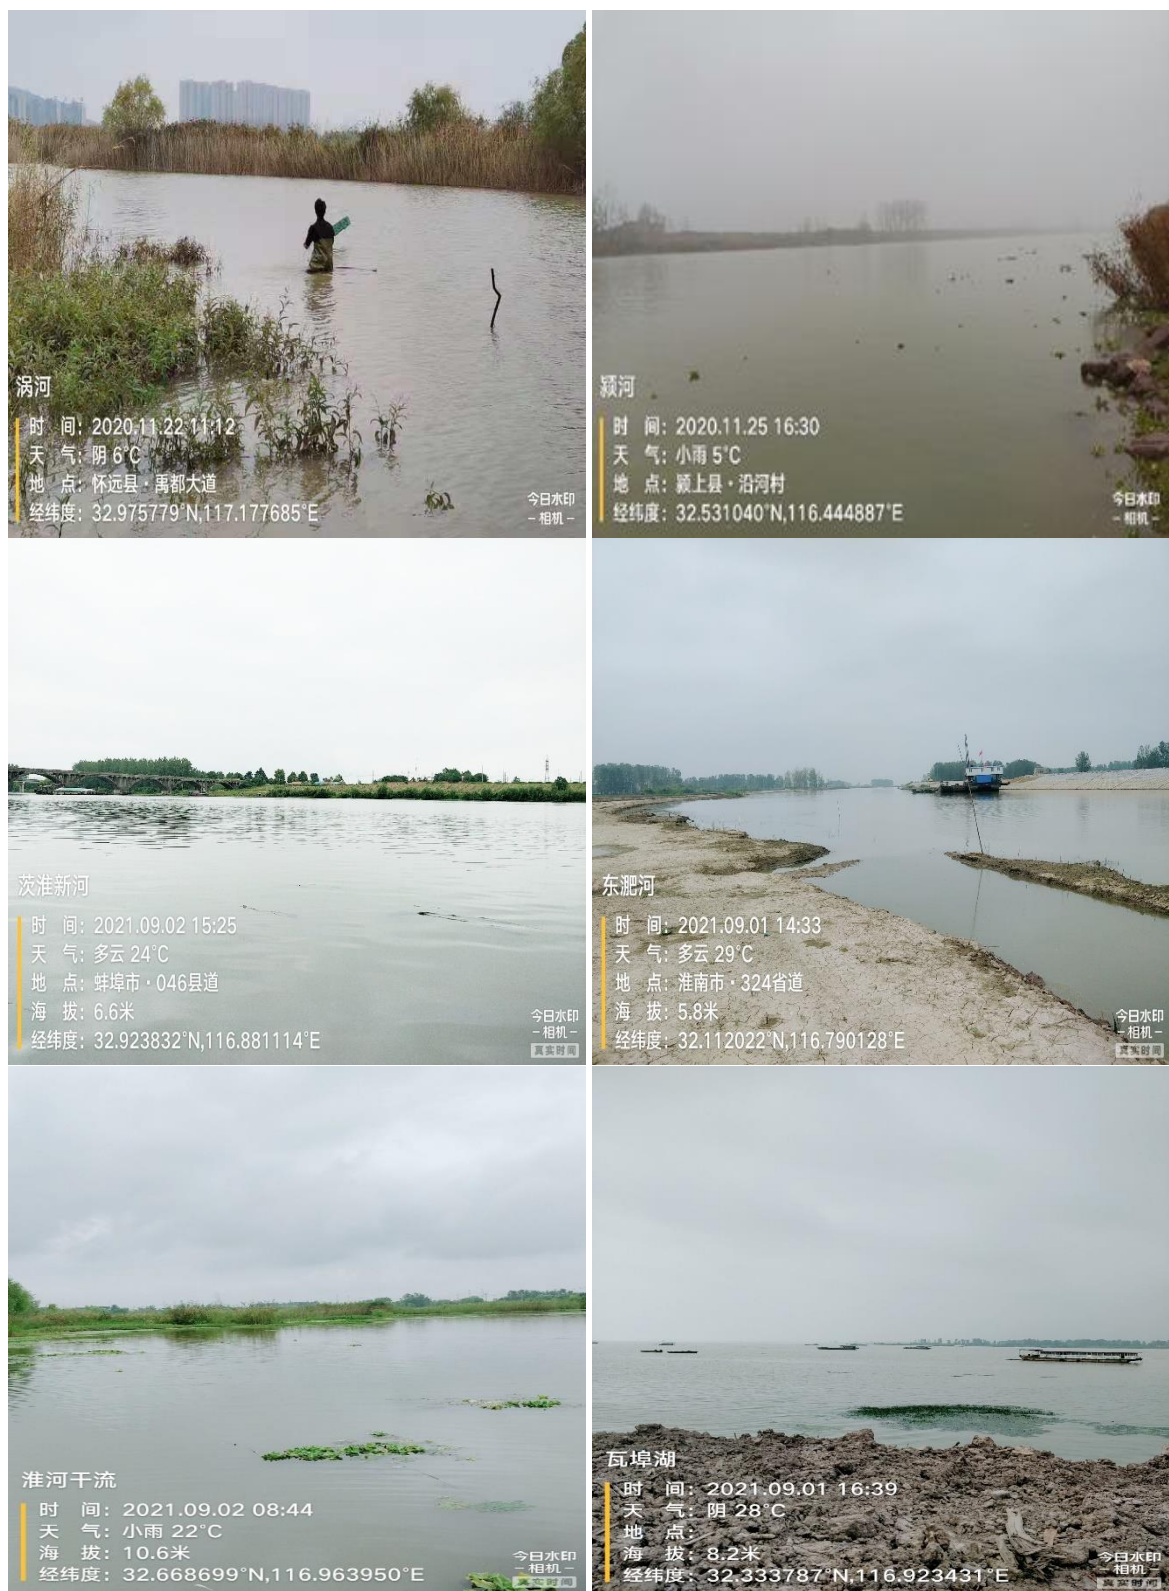 涡河
时 间: 2020.11.22 11:12
天 气: 阴 6℃
地 点: 怀远县·禹都大道
经纬度: 32.975779°N,117.177685°E
今日水印
-相机-
颍河
时 间: 2020.11.25 16:30
天 气: 小雨 5℃
地 点: 颍上县·沿河村
经纬度: 32.531040°N,116.444887°E
今日水印
-相机-
茨淮新河
时 间: 2021.09.02 15:25
天 气: 多云 24℃
地 点: 蚌埠市·046县道
海 拔: 6.6米
经纬度: 32.923832°N,116.881114°E
今日水印
-相机-
真实时间
东淝河
时 间: 2021.09.01 14:33
天 气: 多云 29℃
地 点: 淮南市·324省道
海 拔: 5.8米
经纬度: 32.112022°N,116.790128°E
今日水印
-相机-
真实时间
淮河干流
时 间: 2021.09.02 08:44
天 气: 小雨 22℃
海 拔: 10.6米
经纬度: 32.668699°N,116.963950°E
今日水印
-相机-
真实时间
瓦埠湖
时 间: 2021.09.01 16:39
天 气: 阴 28℃
地 点:
海 拔: 8.2米
经纬度: 32.333787°N,116.923431°E
今日水印
-相机-
真实时间